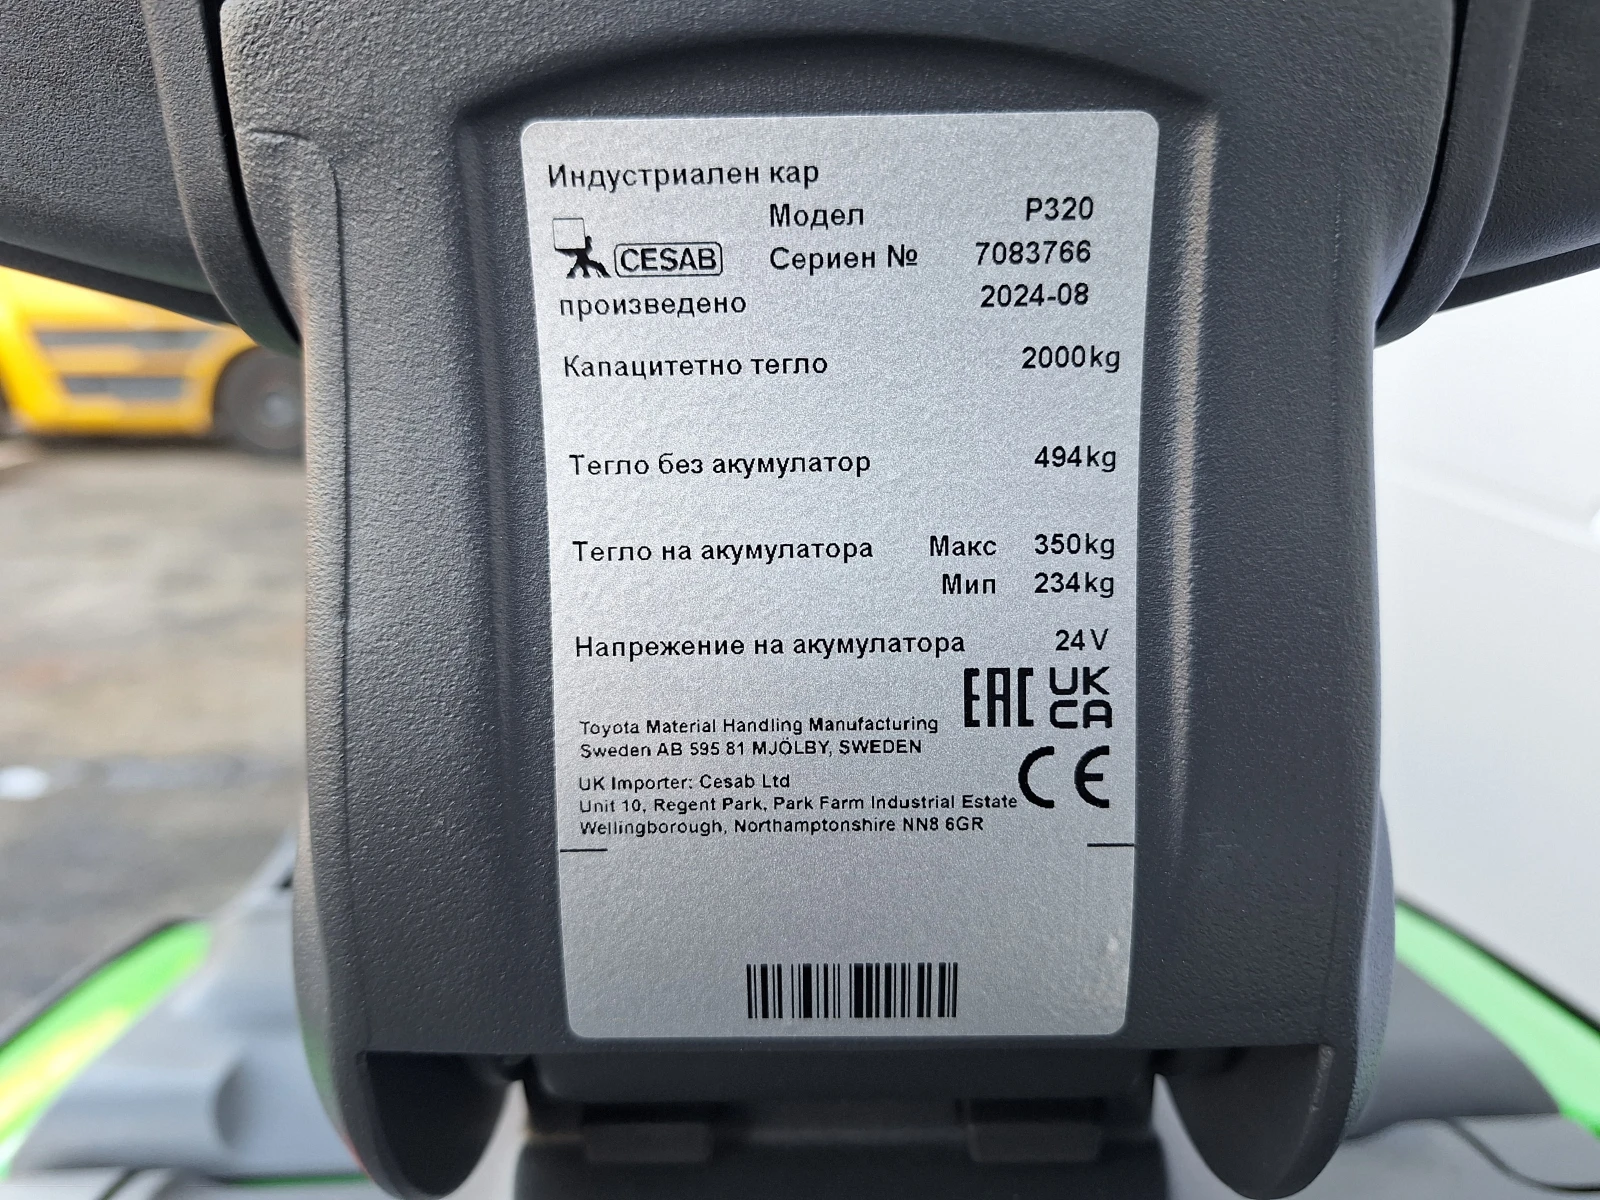 Индустриален кар
Модел P320
CESAB
Сериен № 7083766
произведено 2024-08
Капацитетно тегло 2000kg
Тегло без акумулатор 494kg
Тегло на акумулатора Макс 350kg
Мип 234kg
Напрежение на акумулатора 24V
EAC UK CA
Toyota Material Handling Manufacturing
Sweden AB 595 81 MJÖLBY, SWEDEN
CE
UK Importer: Cesab Ltd
Unit 10, Regent Park, Park Farm Industrial Estate
Wellingborough, Northamptonshire NN8 6GR